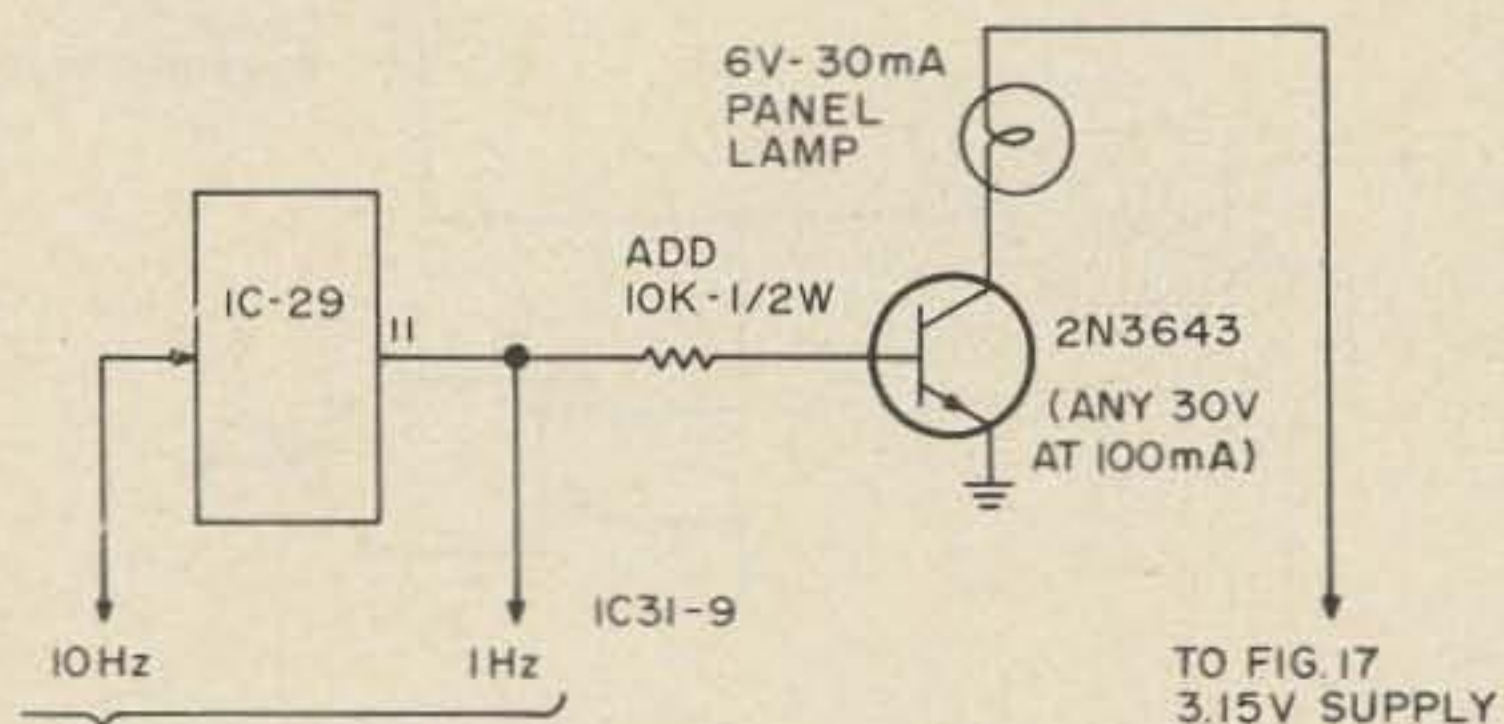 6V-30mA
PANEL
LAMP
IC-29
11
ADD
10K-1/2W
2N3643
(ANY 30V
AT 100mA)
IC31-9
10Hz
1Hz
TO FIG. 17
3.15V SUPPLY